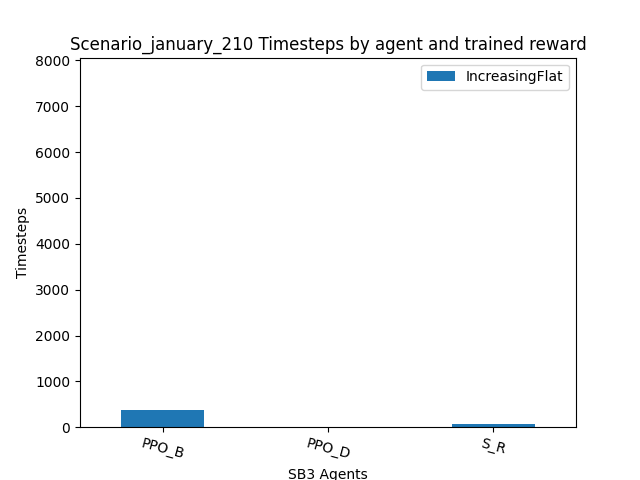 Scenario_january_210 Timesteps by agent and trained reward
IncreasingFlat
8000
7000
6000
5000
4000
3000
2000
1000
0
Timesteps
PPO_B
PPO_D
S_R
SB3 Agents